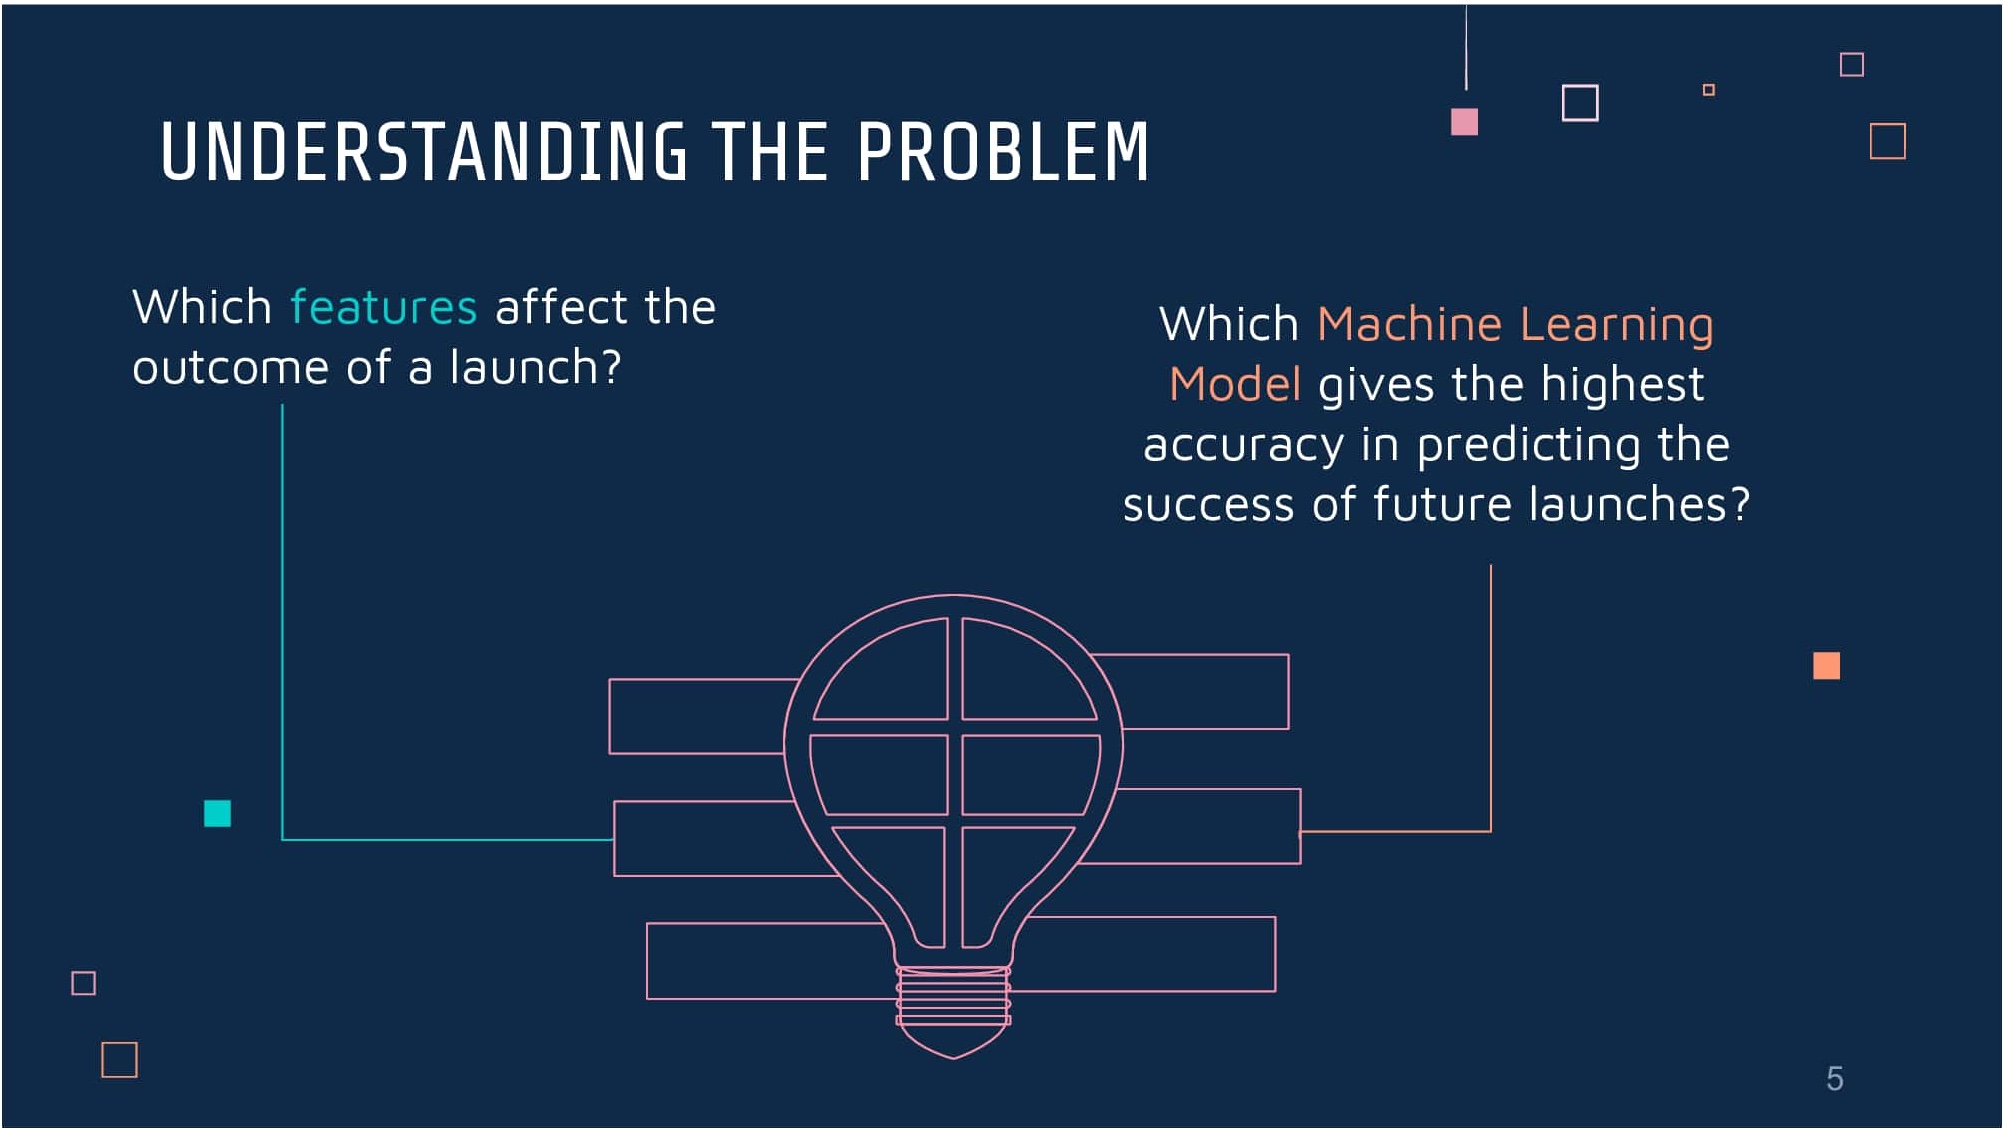 UNDERSTANDING THE PROBLEM
Which features affect the
outcome of a launch?
Which Machine Learning
Model gives the highest
accuracy in predicting the
success of future launches?
5